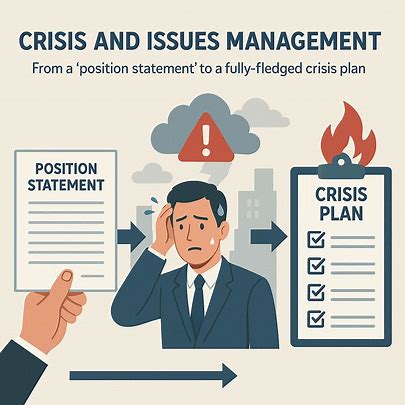 CRISIS AND ISSUES MANAGEMENT
From a ‘position statement’ to a fully-fledged crisis plan
POSITION
STATEMENT
CRISIS
PLAN